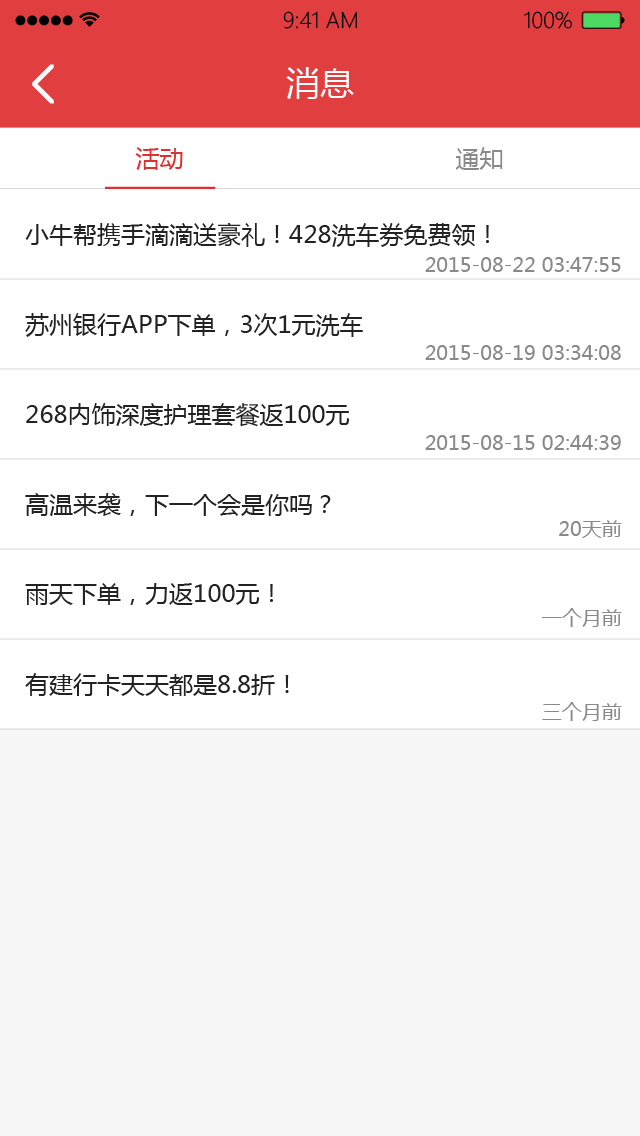 9:41 AM
100%
消息
活动
通知
小牛帮携手滴滴送豪礼！428洗车券免费领！
2015-08-22 03:47:55
苏州银行APP下单，3次1元洗车
2015-08-19 03:34:08
268内饰深度护理套餐返100元
2015-08-15 02:44:39
高温来袭，下一个会是你吗？
20天前
雨天下单，力返100元！
一个月前
有建行卡天天都是8.8折！
三个月前